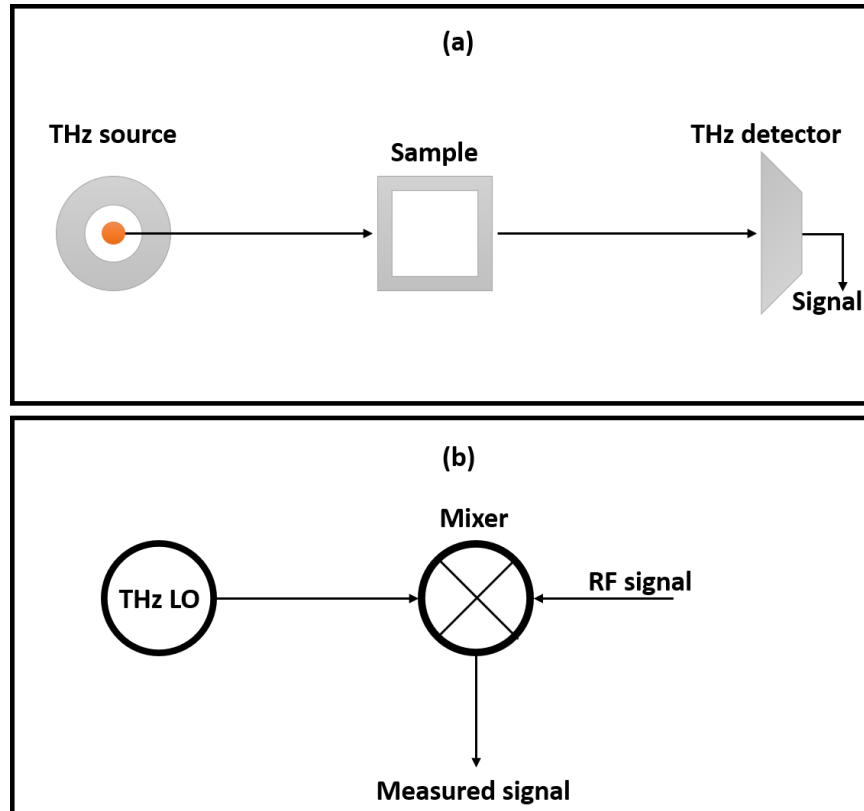 (a)
THz source
Sample
THz detector
Signal
(b)
Mixer
THz LO
RF signal
Measured signal